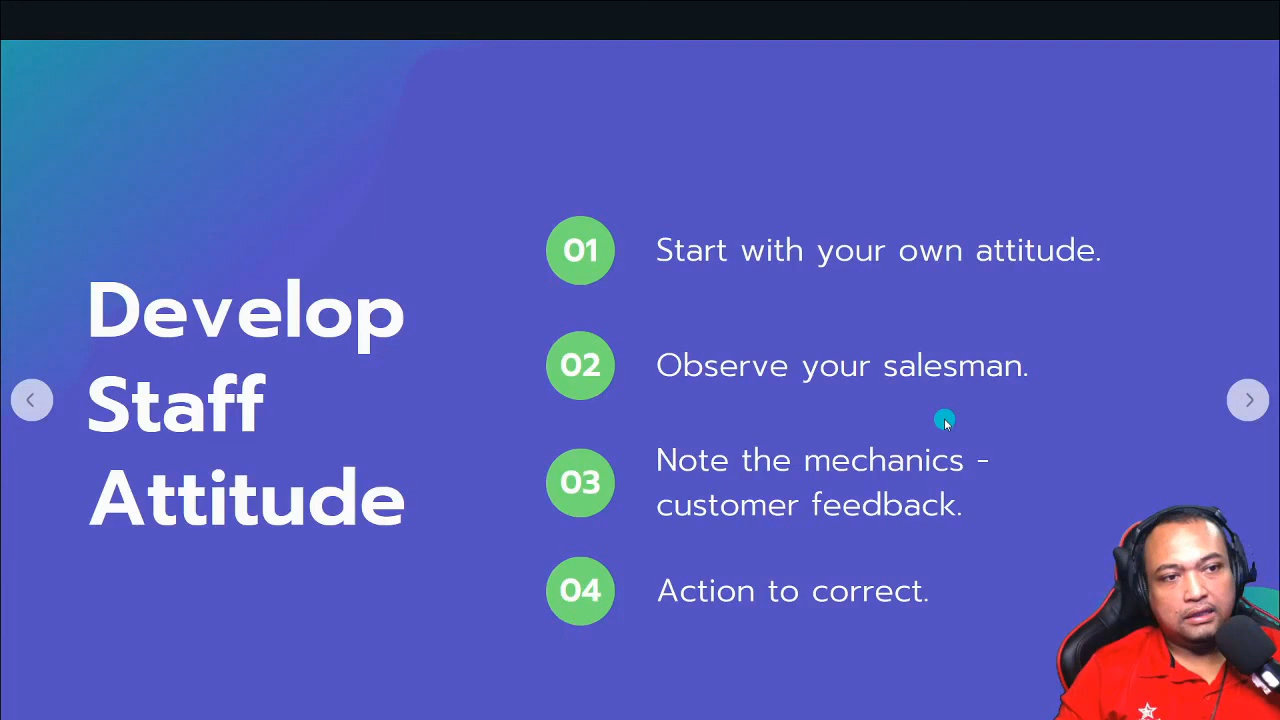 Develop
Staff
Attitude
01
Start with your own attitude.
02
Observe your salesman.
03
Note the mechanics -
customer feedback.
04
Action to correct.